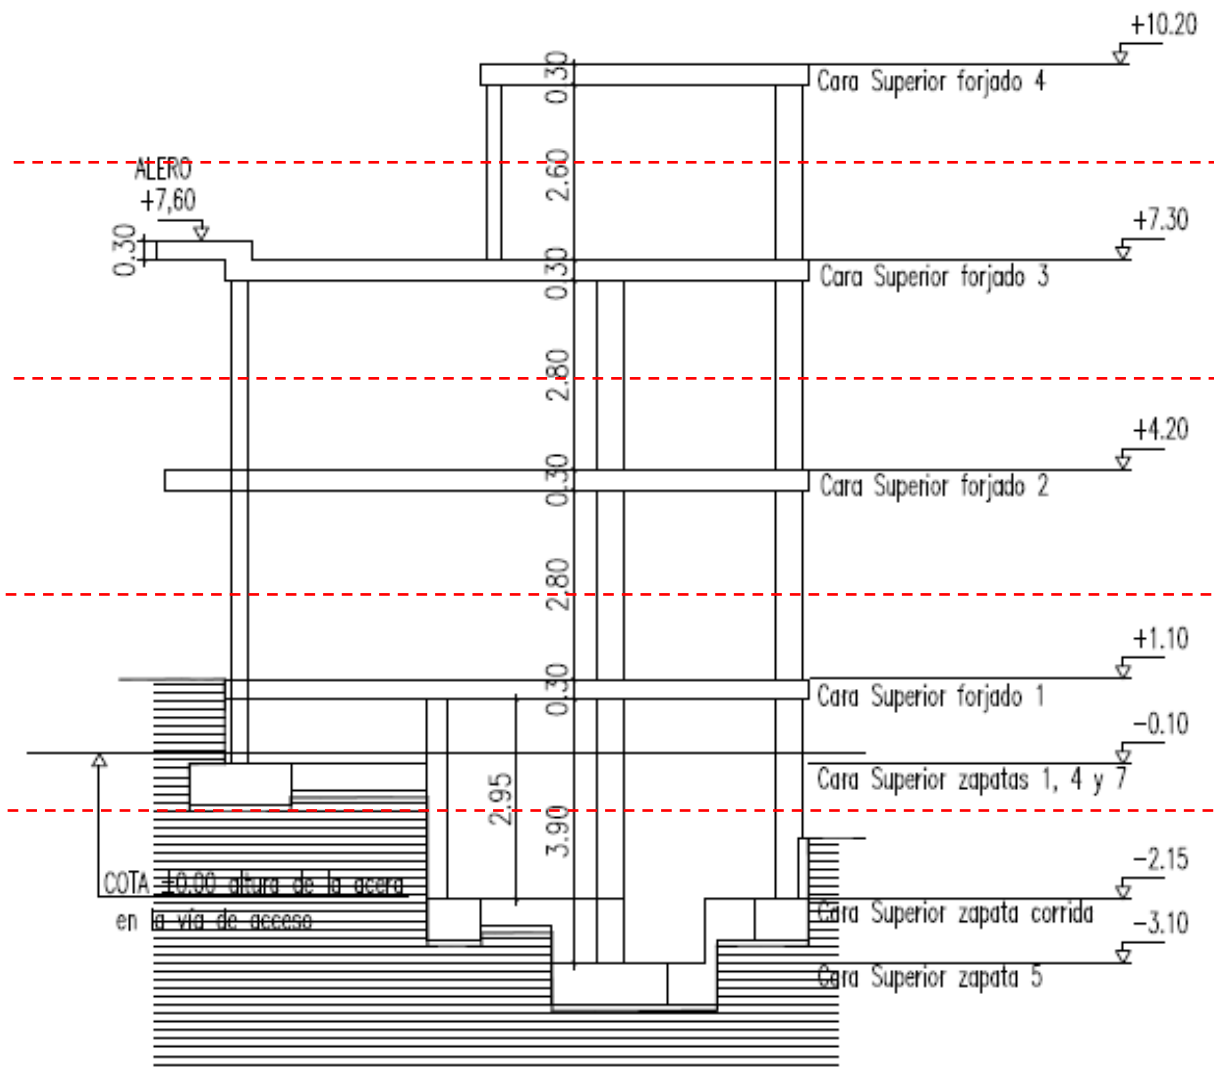 +10.20
0.30
Cara Superior forjado 4
ALERO
+7,60
2.60
0.30
+7.30
0.30
Cara Superior forjado 3
2.80
+4.20
0.30
Cara Superior forjado 2
2.80
+1.10
0.30
Cara Superior forjado 1
-0.10
Cara Superior zapatas 1, 4 y 7
2.95
3.90
COTA ±0.00 altura de la acera
en la vía de acceso
-2.15
Cara Superior zapata corrida
-3.10
Cara Superior zapata 5